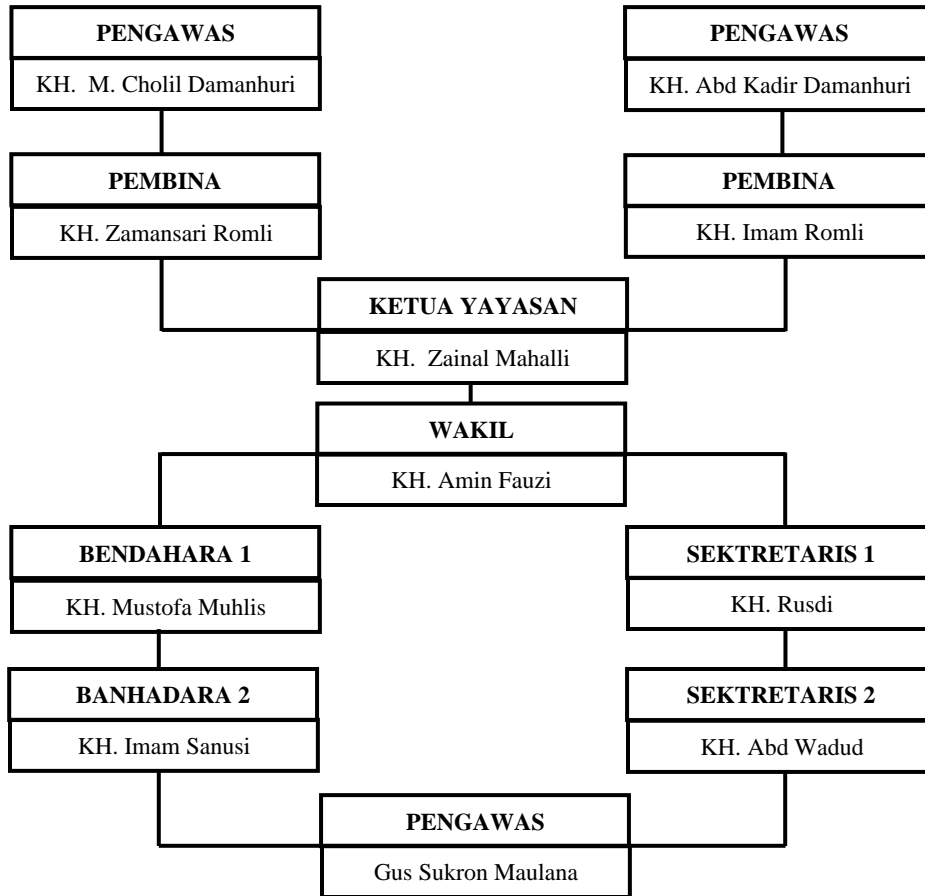 PENGAWAS
KH. M. Cholil Damanhuri
PENGAWAS
KH. Abd Kadir Damanhuri
PEMBINA
KH. Zamansari Romli
PEMBINA
KH. Imam Romli
KETUA YAYASAN
KH. Zainal Mahalli
WAKIL
KH. Amin Fauzi
BENDAHARA 1
KH. Mustofa Muhlis
SEKTRETARIS 1
KH. Rusdi
BANHADARA 2
KH. Imam Sanusi
SEKTRETARIS 2
KH. Abd Wadud
PENGAWAS
Gus Sukron Maulana